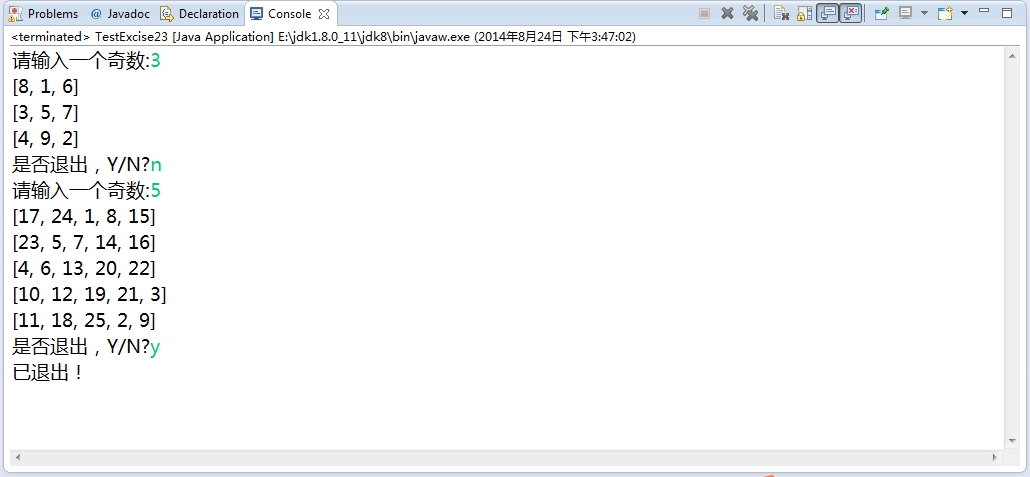 Problems @ Javadoc Declaration Console
<terminated> TestExcise23 [Java Application] E:\jdk1.8.0_11\jdk8\bin\javaw.exe (2014年8月24日 下午3:47:02)
请输入一个奇数:3
[8, 1, 6]
[3, 5, 7]
[4, 9, 2]
是否退出，Y/N?n
请输入一个奇数:5
[17, 24, 1, 8, 15]
[23, 5, 7, 14, 16]
[4, 6, 13, 20, 22]
[10, 12, 19, 21, 3]
[11, 18, 25, 2, 9]
是否退出，Y/N?y
已退出！